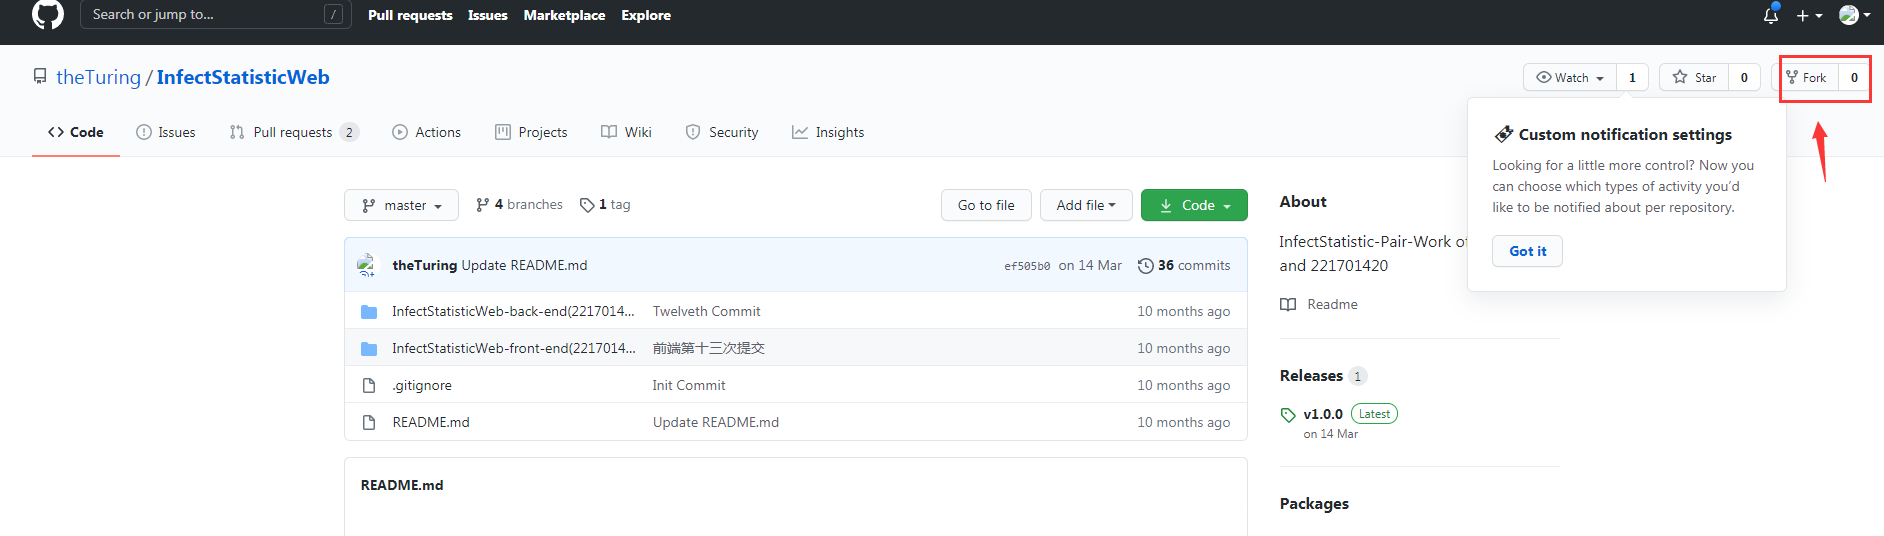 Search or jump to... /
Pull requests Issues Marketplace Explore
theTuring / InfectStatisticWeb
Watch 1 Star 0 Fork 0
Code Issues Pull requests 2 Actions Projects Wiki Security Insights
Custom notification settings
Looking for a little more control? Now you
can choose which types of activity you’d
like to be notified about per repository.
Got it
master 4 branches 1 tag Go to file Add file Code
theTuring Update README.md ef505b0 on 14 Mar 36 commits
InfectStatisticWeb-back-end(2217014... Twelveth Commit 10 months ago
InfectStatisticWeb-front-end(2217014... 前端第十三次提交 10 months ago
.gitignore Init Commit 10 months ago
README.md Update README.md 10 months ago
README.md
About
InfectStatistic-Pair-Work
and 221701420
Readme
Releases 1
v1.0.0 Latest
on 14 Mar
Packages